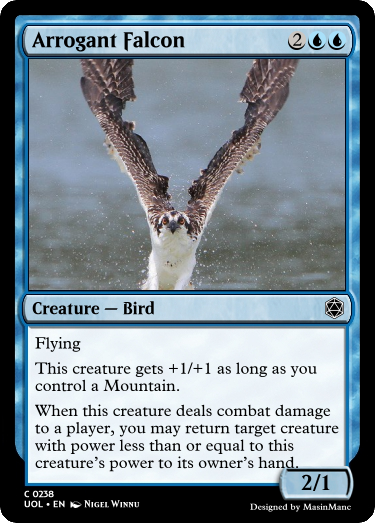 Arrogant Falcon 2
Creature — Bird
Flying
This creature gets +1/+1 as long as you
control a Mountain.
When this creature deals combat damage
to a player, you may return target creature
with power less than or equal to this
creature's power to its owner's hand.
2/1
C 0238
UOL • EN Nigel Winnu
Designed by MasinManc